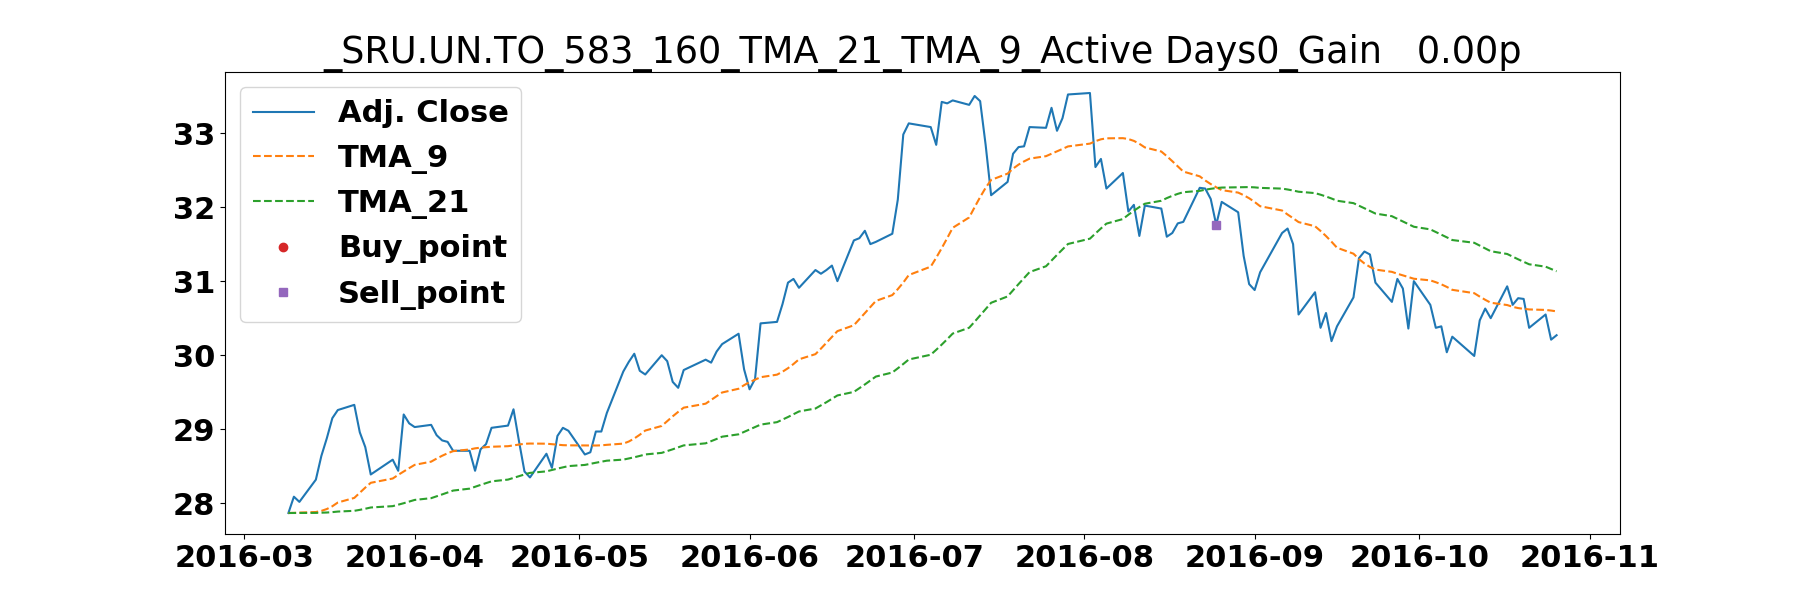 _SRU.UN.TO_583_160_TMA_21_TMA_9_Active Days0_Gain   0.00p
Adj. Close
TMA_9
TMA_21
Buy_point
Sell_point
33
32
31
30
29
28
2016-03 2016-04 2016-05 2016-06 2016-07 2016-08 2016-09 2016-10 2016-11